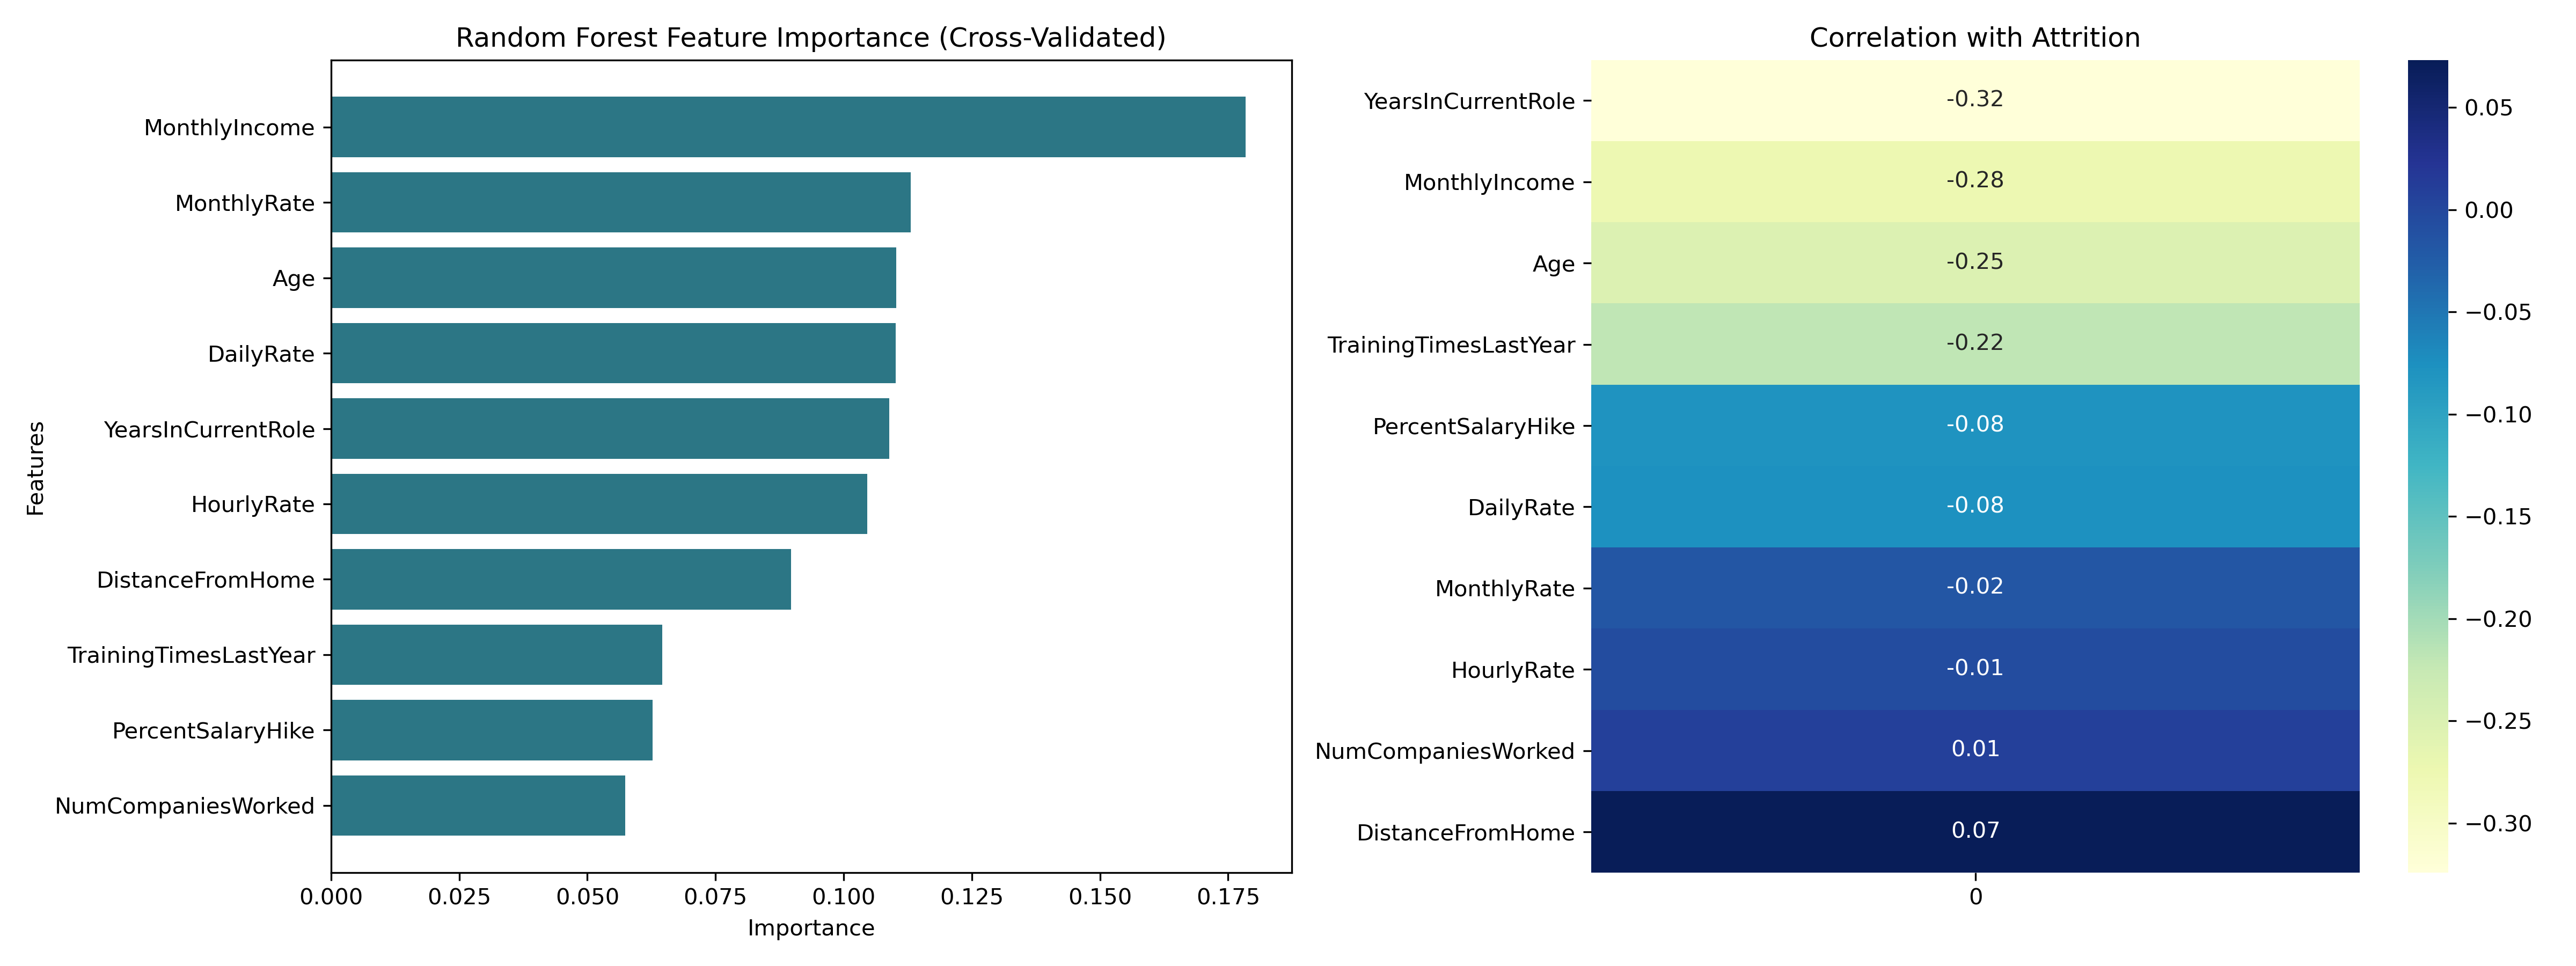 Random Forest Feature Importance (Cross-Validated)
Features
MonthlyIncome
MonthlyRate
Age
DailyRate
YearsInCurrentRole
HourlyRate
DistanceFromHome
TrainingTimesLastYear
PercentSalaryHike
NumCompaniesWorked
0.000 0.025 0.050 0.075 0.100 0.125 0.150 0.175
Importance
Correlation with Attrition
YearsInCurrentRole -0.32
MonthlyIncome -0.28
Age -0.25
TrainingTimesLastYear -0.22
PercentSalaryHike -0.08
DailyRate -0.08
MonthlyRate -0.02
HourlyRate -0.01
NumCompaniesWorked 0.01
DistanceFromHome 0.07
0
0.05
0.00
−0.05
−0.10
−0.15
−0.20
−0.25
−0.30